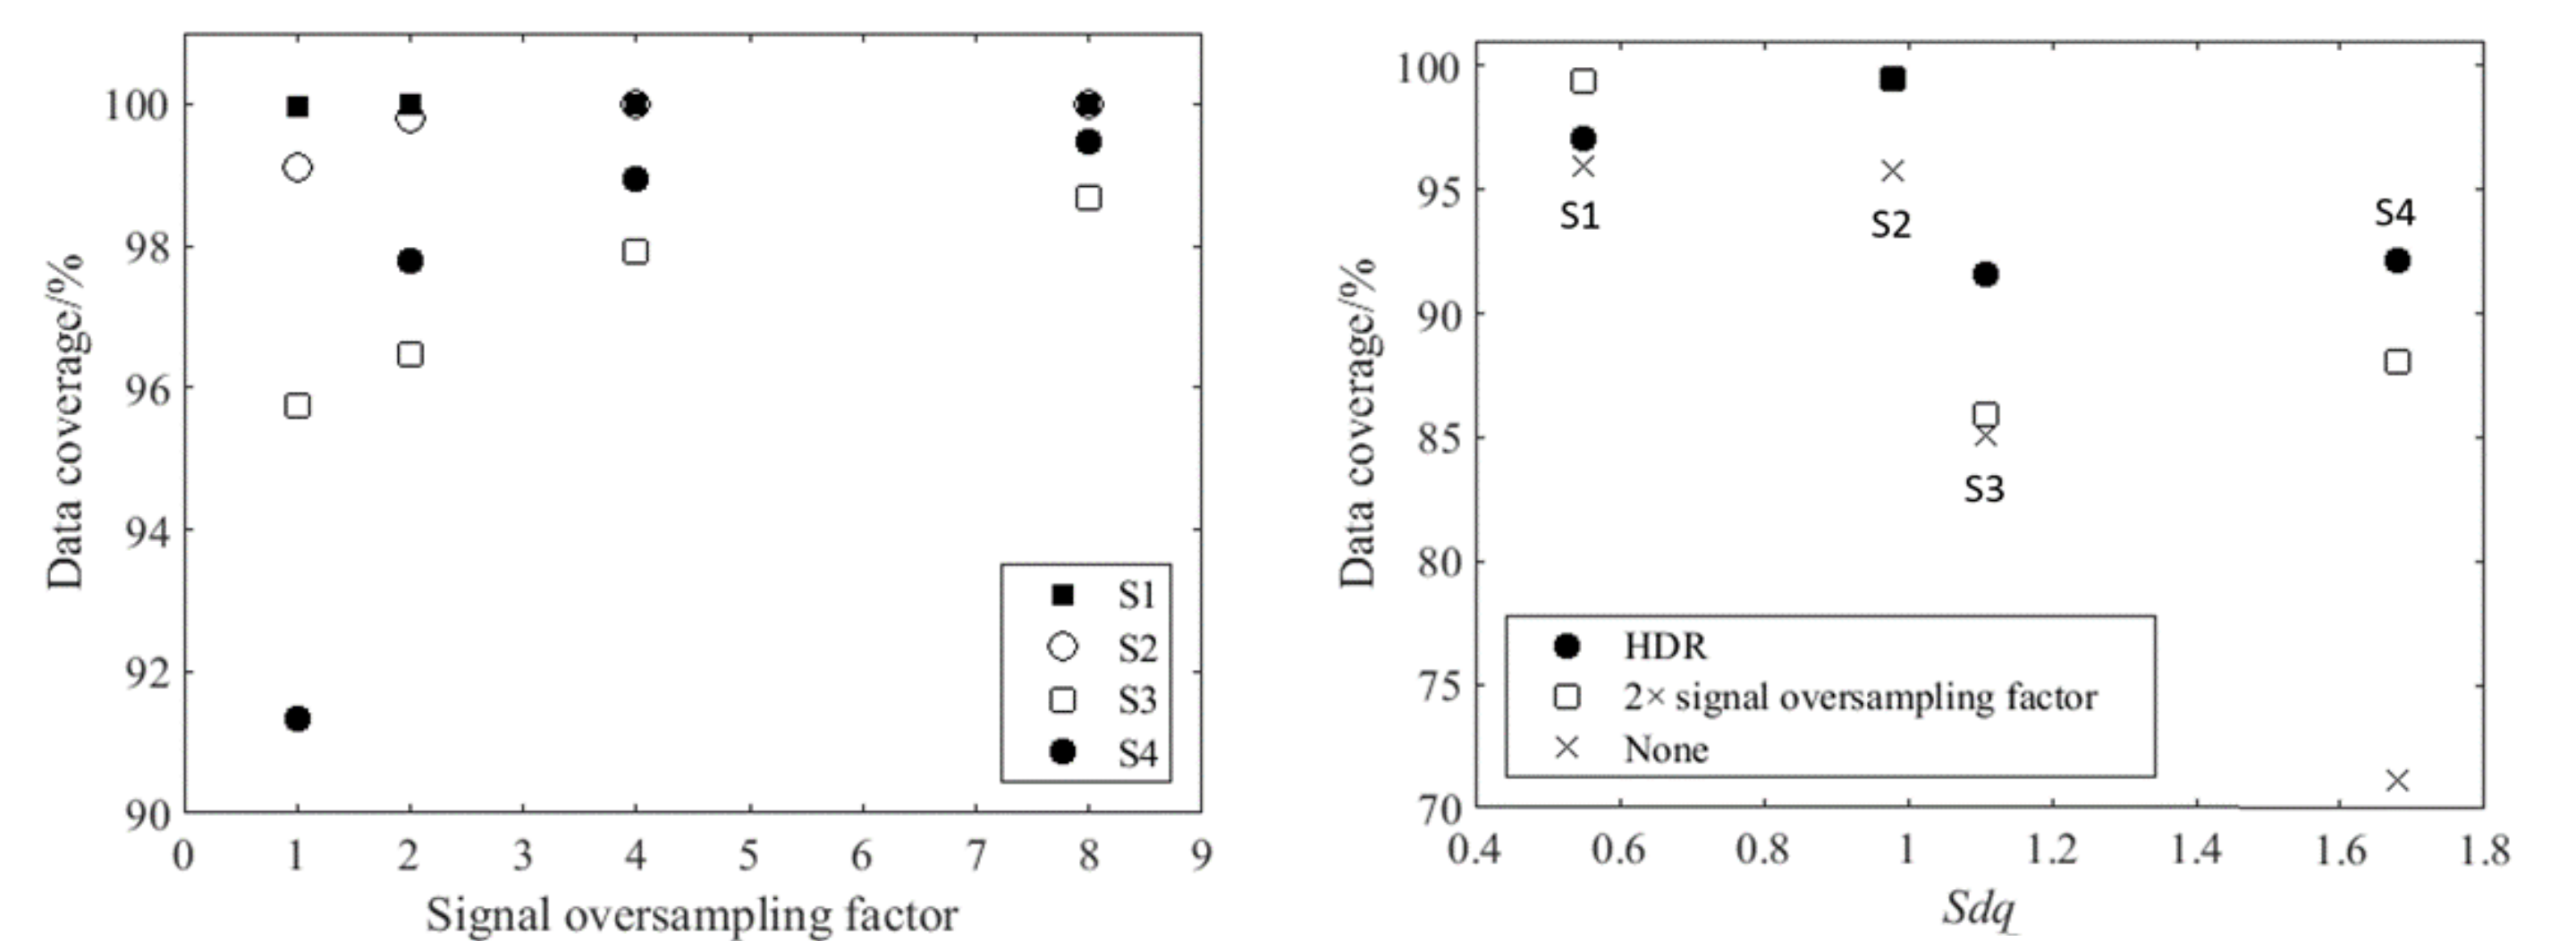 Data coverage/%
100
98
96
94
92
90
0 1 2 3 4 5 6 7 8 9
Signal oversampling factor
S1
S2
S3
S4
Data coverage/%
100
95
90
85
80
75
70
0.4 0.6 0.8 1 1.2 1.4 1.6 1.8
Sdq
S1
S2
S3
S4
HDR
2× signal oversampling factor
None